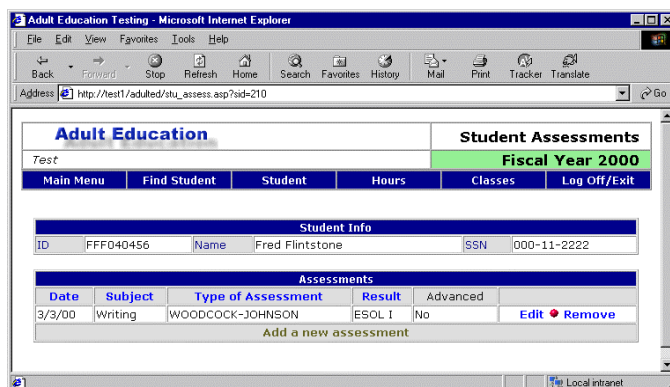 Adult Education Testing - Microsoft Internet Explorer
File Edit View Favorites Tools Help
Back Forward Stop Refresh Home Search Favorites History Mail Print Tracker Translate
Address http://test1/adulted/stu_assess.asp?sid=210 Go
Adult Education Student Assessments
Test Fiscal Year 2000
Main Menu Find Student Student Hours Classes Log Off/Exit
Student Info
ID FFF040456 Name Fred Flintstone SSN 000-11-2222
Assessments
Date Subject Type of Assessment Result Advanced
3/3/00 Writing WOODCOCK-JOHNSON ESOL I No Edit Remove
Add a new assessment
Local intranet